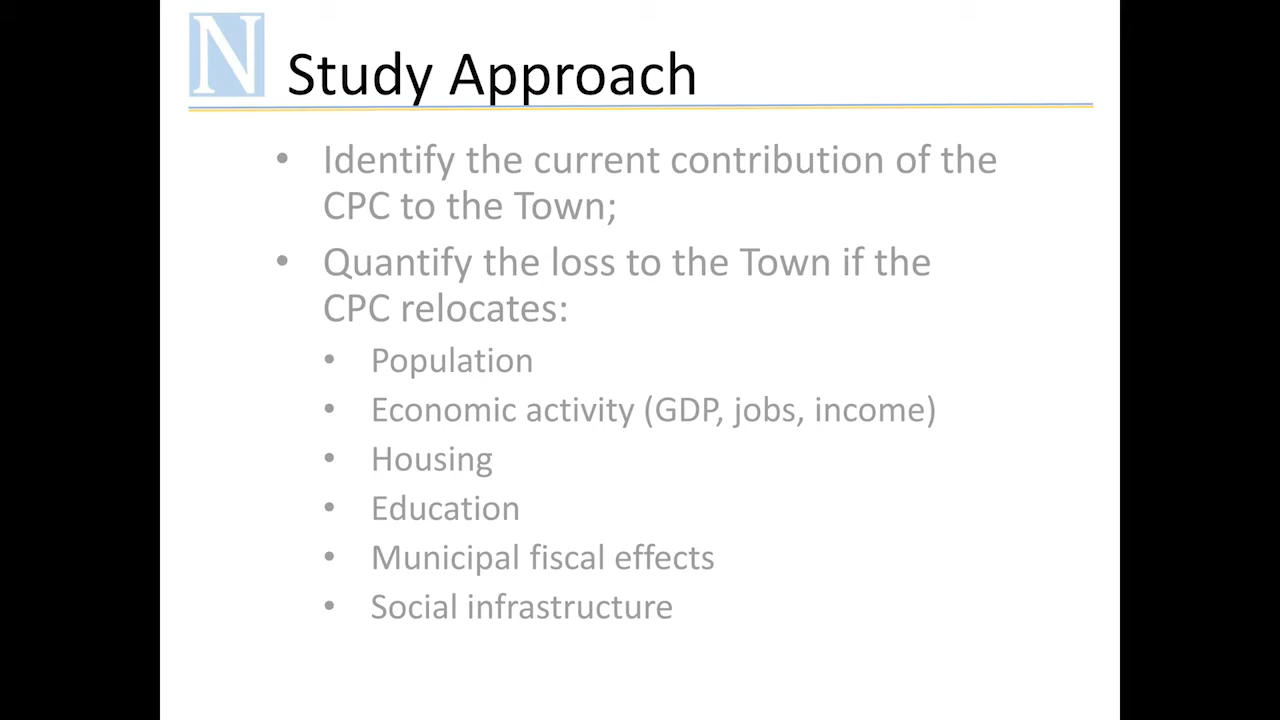 N
Study Approach
• Identify the current contribution of the
CPC to the Town;
• Quantify the loss to the Town if the
CPC relocates:
• Population
• Economic activity (GDP, jobs, income)
• Housing
• Education
• Municipal fiscal effects
• Social infrastructure